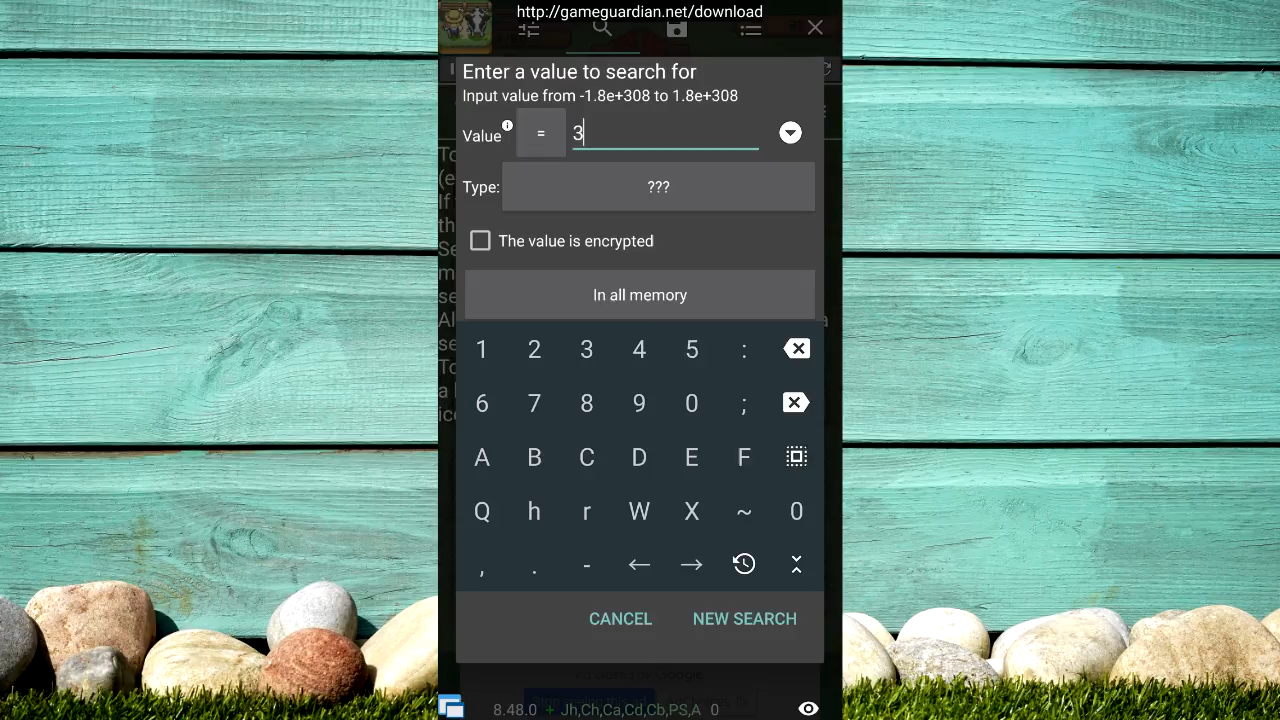 http://gameguardian.net/download
Enter a value to search for
Input value from -1.8e+308 to 1.8e+308
Value = 3
Type: ???
The value is encrypted
In all memory
1 2 3 4 5 :
6 7 8 9 0 ;
A B C D E F
Q h r W X ~ 0
, . - ← →
CANCEL NEW SEARCH
8.48.0 + Jh,Ch,Ca,Cd,Cb,PS,A 0